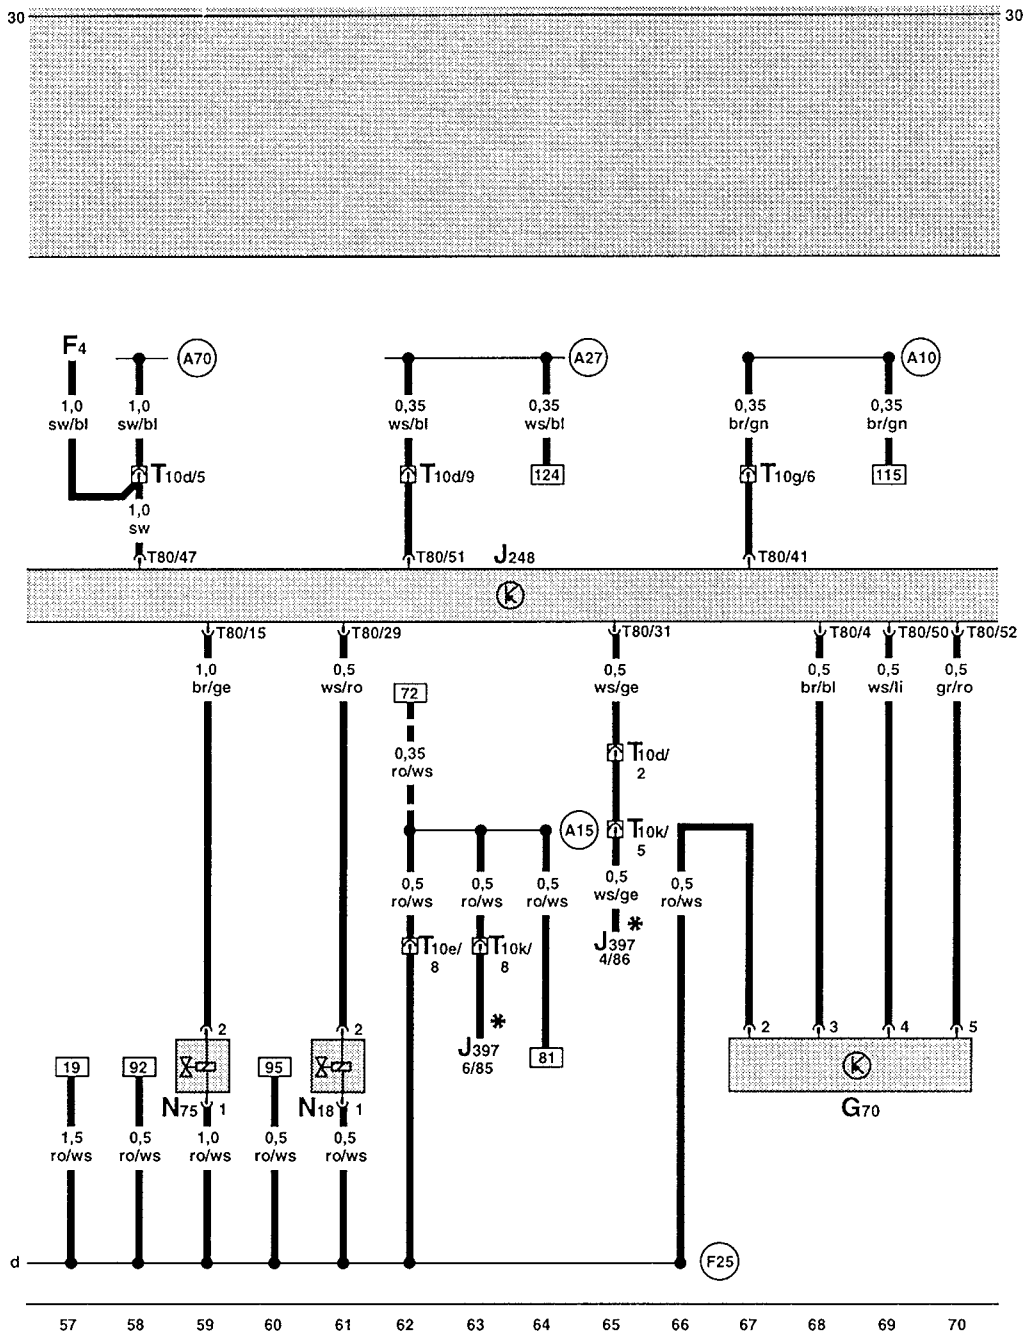 30 30
F4 A70 A27 A10
1,0 1,0 0,35 0,35 0,35 0,35
sw/bl sw/bl ws/bl ws/bl br/gn br/gn
T10d/5 T10d/9 124 T10g/6 115
1,0
sw
T80/47 T80/51 J248 T80/41
T80/15 T80/29 T80/31 T80/4 T80/50 T80/52
1,0 0,5 0,5 0,5 0,5 0,5
br/ge ws/ro ws/ge br/bl ws/li gr/ro
72
0,35
ro/ws
T10d/
2
A15 T10k/
5
0,5 0,5 0,5 0,5 0,5
ro/ws ro/ws ro/ws ws/ge ro/ws
*
T10e/ T10k/ J397
8 8 4/86
*
2 2 2 3 4 5
J397
6/85 81
19 92 95
N75 1 N18 1 G70
1,5 0,5 1,0 0,5 0,5
ro/ws ro/ws ro/ws ro/ws ro/ws
d F25
57 58 59 60 61 62 63 64 65 66 67 68 69 70